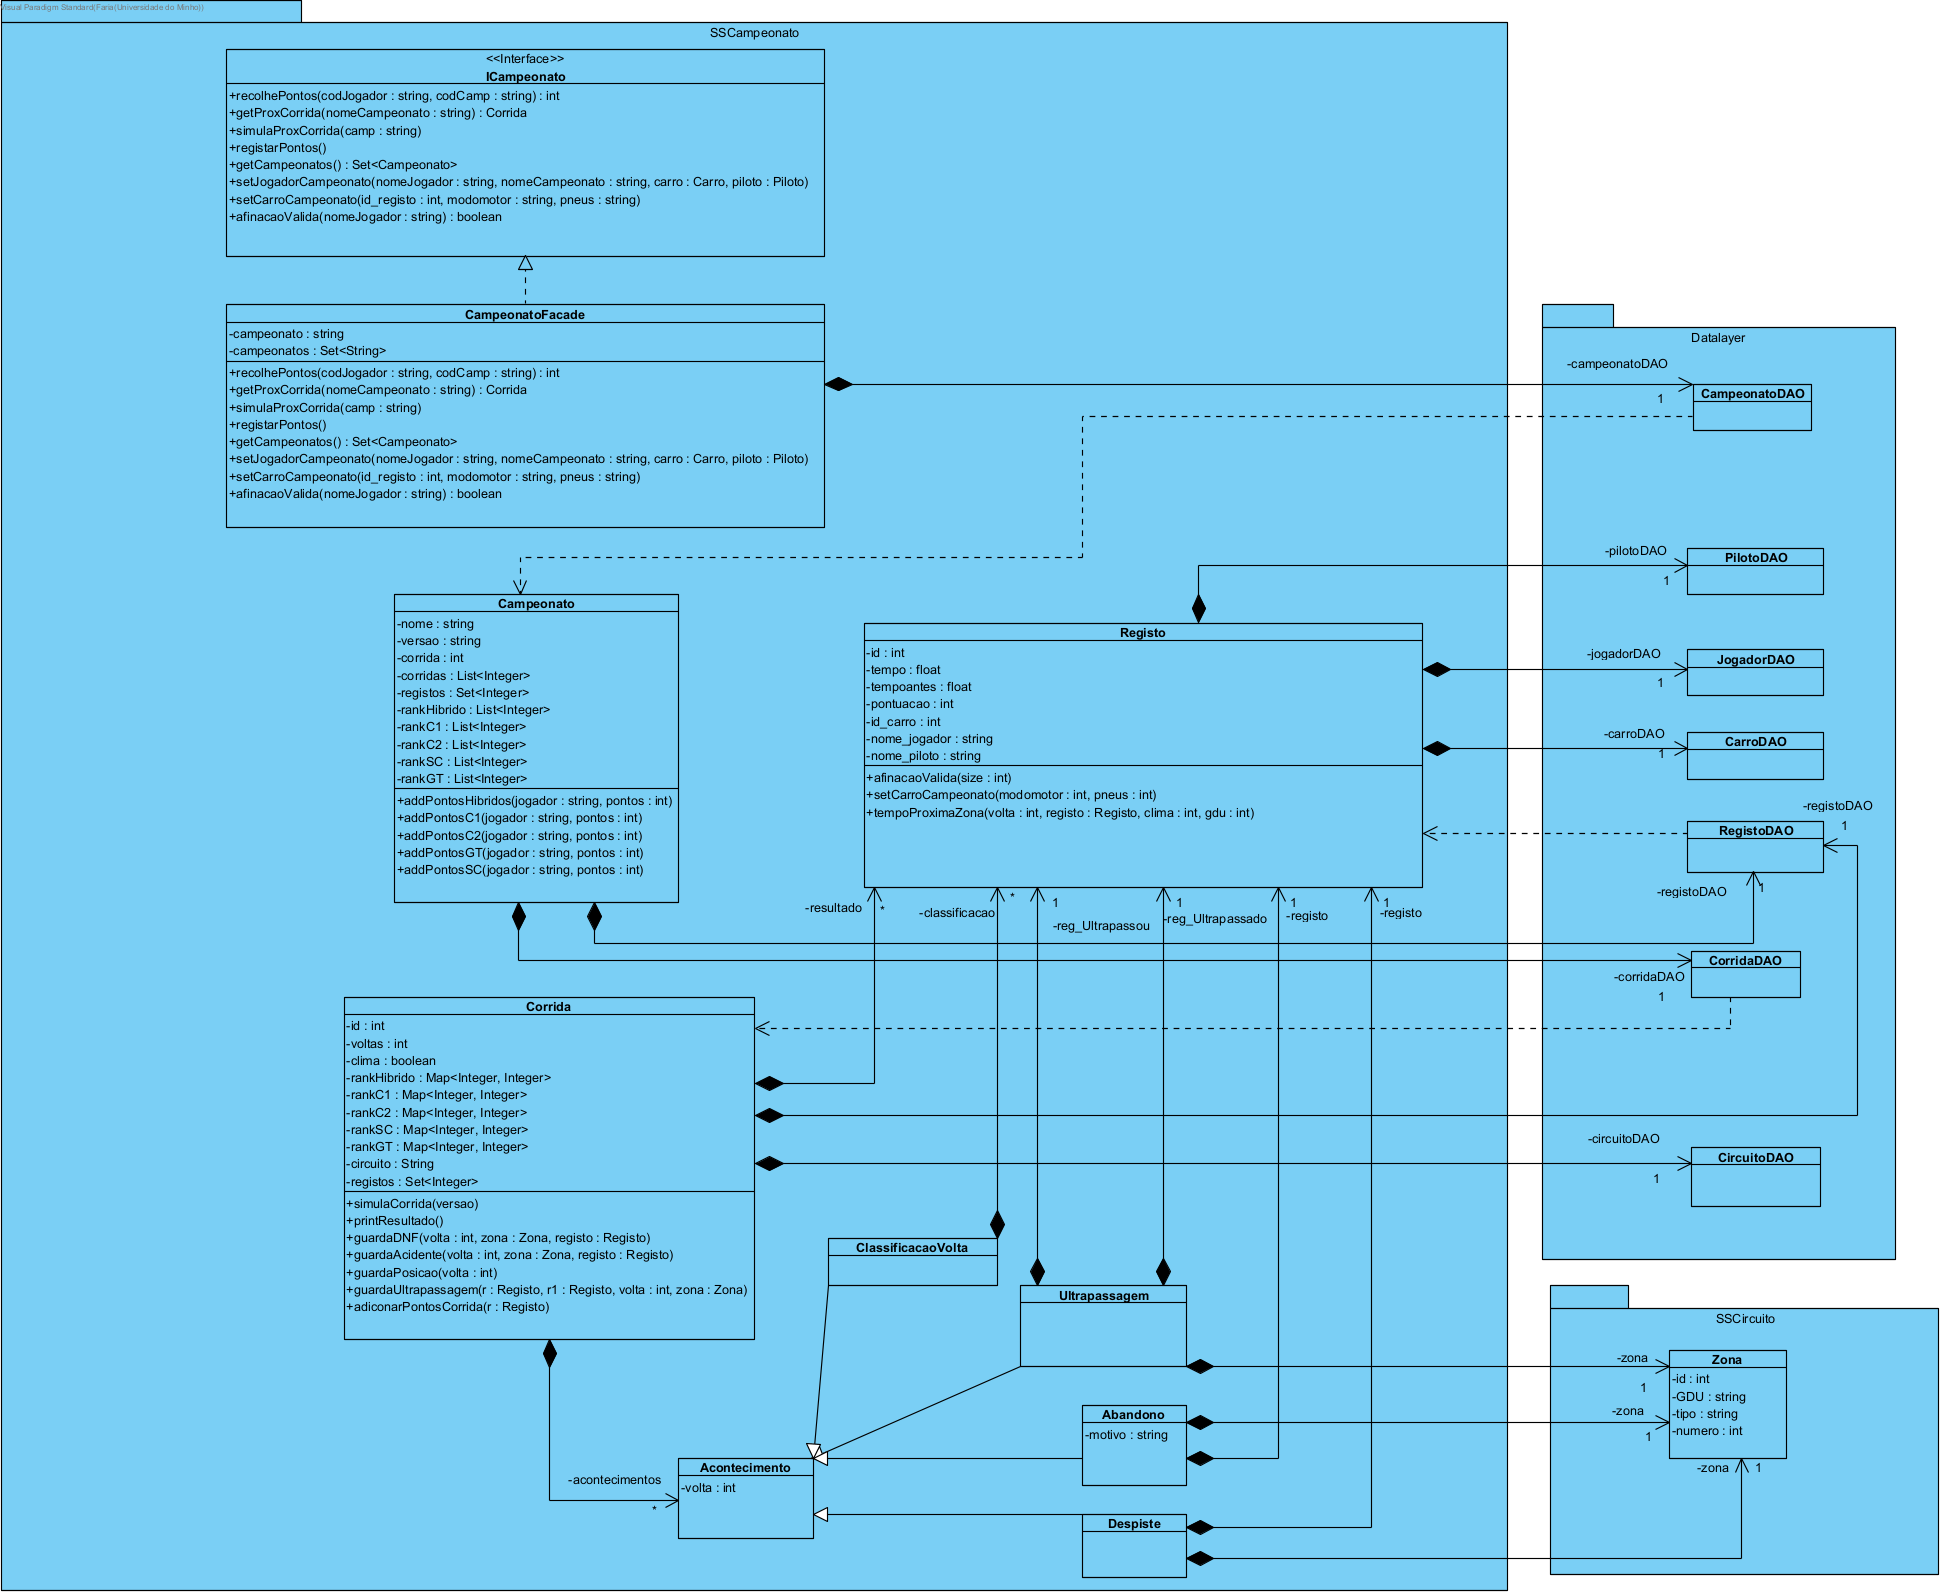 Visual Paradigm Standard(Faria(Universidade do Minho))
SSCampeonato
<<Interface>>
ICampeonato
+recolhePontos(codJogador : string, codCamp : string) : int
+getProxCorrida(nomeCampeonato : string) : Corrida
+simulaProxCorrida(camp : string)
+registarPontos()
+getCampeonatos() : Set<Campeonato>
+setJogadorCampeonato(nomeJogador : string, nomeCampeonato : string, carro : Carro, piloto : Piloto)
+setCarroCampeonato(id_registo : int, modomotor : string, pneus : string)
+afinacaoValida(nomeJogador : string) : boolean
CampeonatoFacade
-campeonato : string
-campeonatos : Set<String>
+recolhePontos(codJogador : string, codCamp : string) : int
+getProxCorrida(nomeCampeonato : string) : Corrida
+simulaProxCorrida(camp : string)
+registarPontos()
+getCampeonatos() : Set<Campeonato>
+setJogadorCampeonato(nomeJogador : string, nomeCampeonato : string, carro : Carro, piloto : Piloto)
+setCarroCampeonato(id_registo : int, modomotor : string, pneus : string)
+afinacaoValida(nomeJogador : string) : boolean
Datalayer
-campeonatoDAO
1
CampeonatoDAO
-pilotoDAO
1
PilotoDAO
-jogadorDAO
1
JogadorDAO
-carroDAO
1
CarroDAO
-registoDAO
1
RegistoDAO
-registoDAO
1
CorridaDAO
-corridaDAO
1
-circuitoDAO
1
CircuitoDAO
Campeonato
-nome : string
-versao : string
-corrida : int
-corridas : List<Integer>
-registos : Set<Integer>
-rankHibrido : List<Integer>
-rankC1 : List<Integer>
-rankC2 : List<Integer>
-rankSC : List<Integer>
-rankGT : List<Integer>
+addPontosHibridos(jogador : string, pontos : int)
+addPontosC1(jogador : string, pontos : int)
+addPontosC2(jogador : string, pontos : int)
+addPontosGT(jogador : string, pontos : int)
+addPontosSC(jogador : string, pontos : int)
Registo
-id : int
-tempo : float
-tempoantes : float
-pontuacao : int
-id_carro : int
-nome_jogador : string
-nome_piloto : string
+afinacaoValida(size : int)
+setCarroCampeonato(modomotor : int, pneus : int)
+tempoProximaZona(volta : int, registo : Registo, clima : int, gdu : int)
-resultado
*
-classificacao
*
1
-reg_Ultrapassou
1
-reg_Ultrapassado
1
-registo
1
-registo
Corrida
-id : int
-voltas : int
-clima : boolean
-rankHibrido : Map<Integer, Integer>
-rankC1 : Map<Integer, Integer>
-rankC2 : Map<Integer, Integer>
-rankSC : Map<Integer, Integer>
-rankGT : Map<Integer, Integer>
-circuito : String
-registos : Set<Integer>
+simulaCorrida(versao)
+printResultado()
+guardaDNF(volta : int, zona : Zona, registo : Registo)
+guardaAcidente(volta : int, zona : Zona, registo : Registo)
+guardaPosicao(volta : int)
+guardaUltrapassagem(r : Registo, r1 : Registo, volta : int, zona : Zona)
+adiconarPontosCorrida(r : Registo)
ClassificacaoVolta
Ultrapassagem
Abandono
-motivo : string
-acontecimentos
*
Acontecimento
-volta : int
Despiste
SSCircuito
-zona
1
-zona
1
-zona
1
Zona
-id : int
-GDU : string
-tipo : string
-numero : int